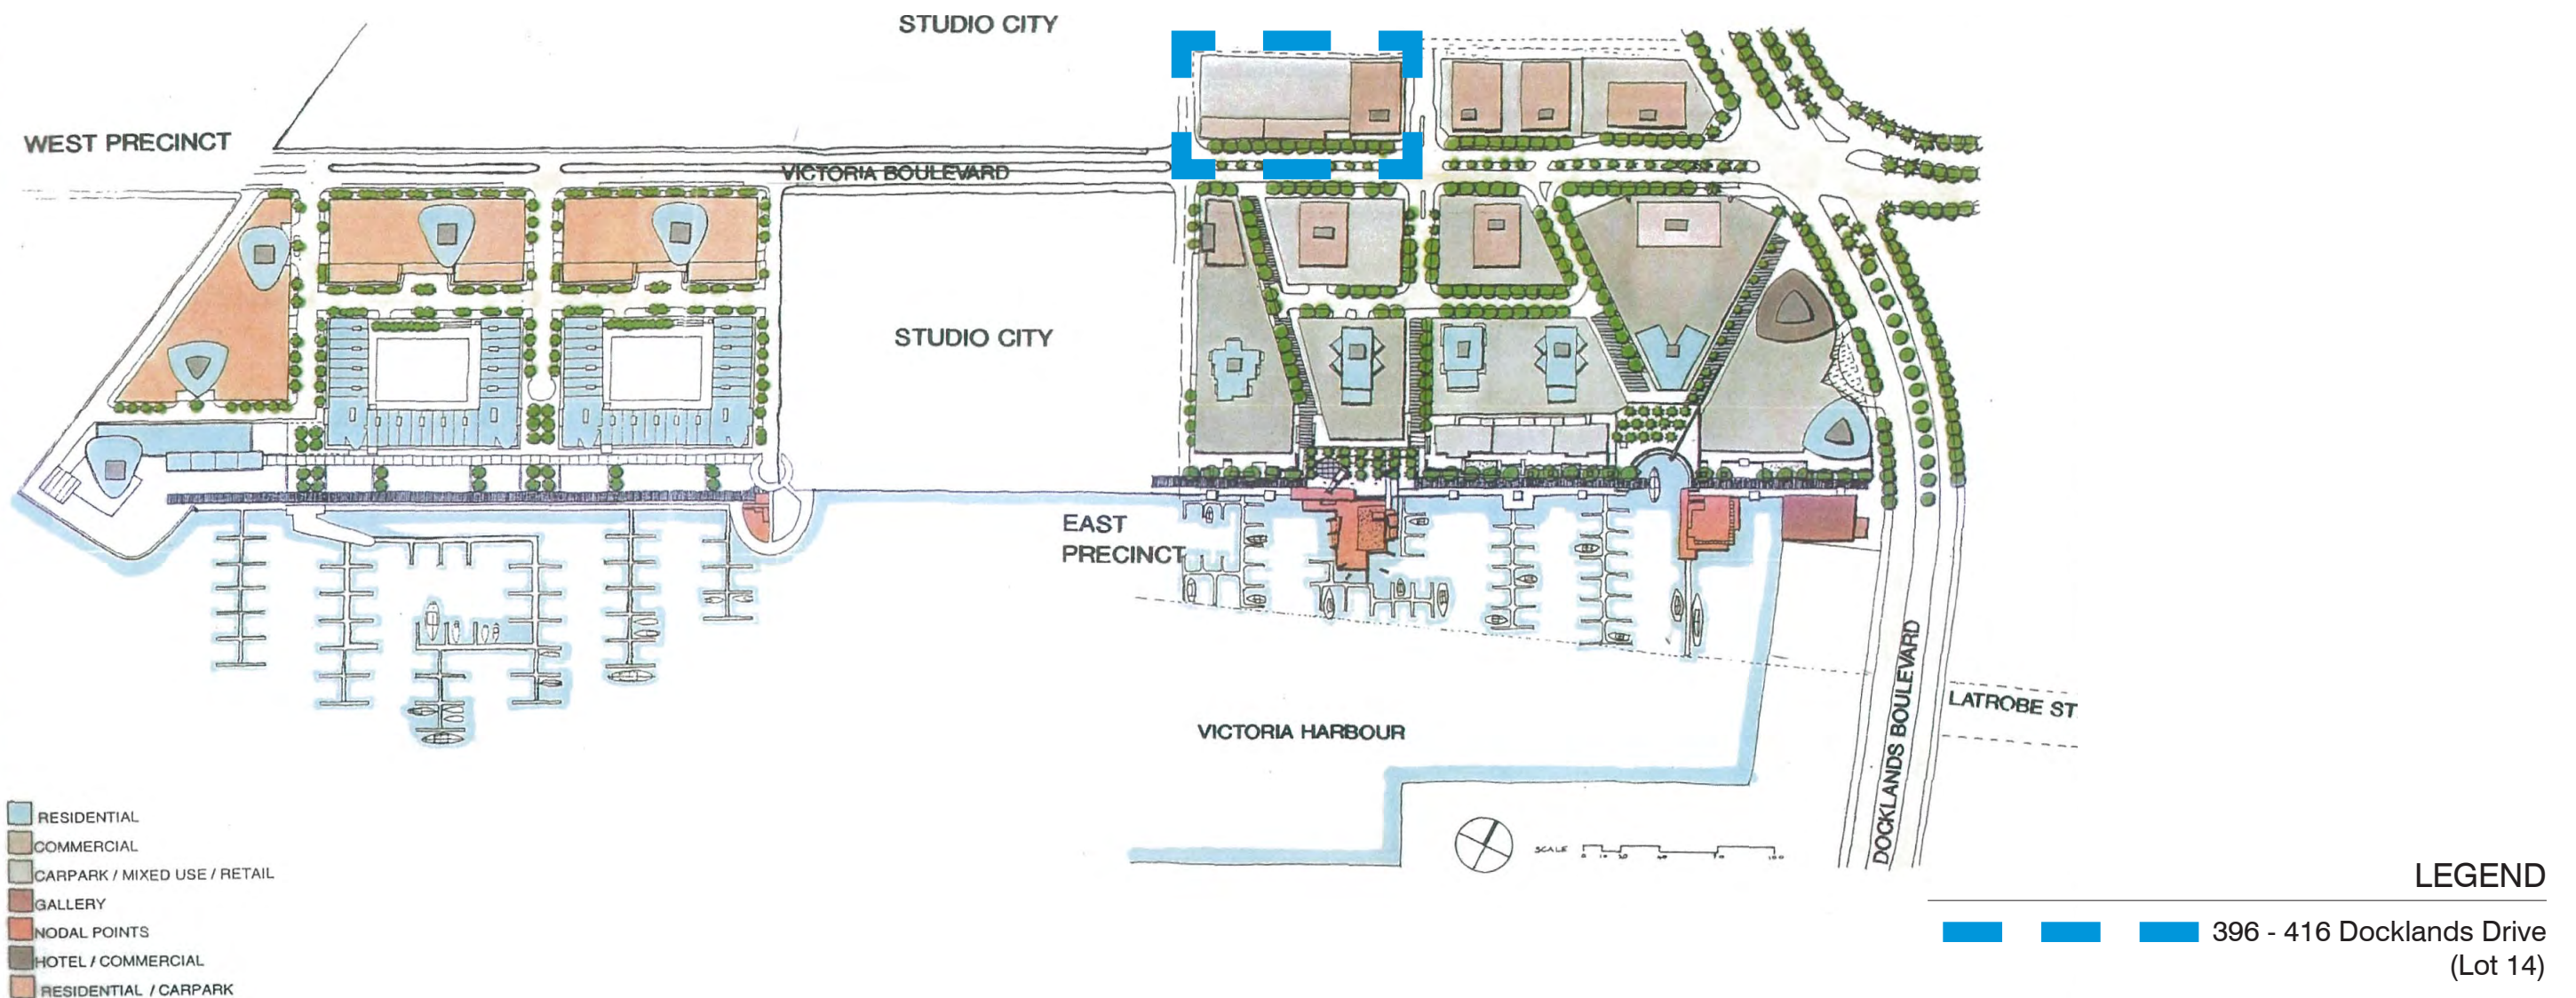 STUDIO CITY
WEST PRECINCT
VICTORIA BOULEVARD
STUDIO CITY
EAST
PRECINCT
VICTORIA HARBOUR
DOCKLANDS BOULEVARD
LATROBE ST
SCALE
RESIDENTIAL
COMMERCIAL
CARPARK / MIXED USE / RETAIL
GALLERY
NODAL POINTS
HOTEL / COMMERCIAL
RESIDENTIAL / CARPARK
LEGEND
396 - 416 Docklands Drive
(Lot 14)